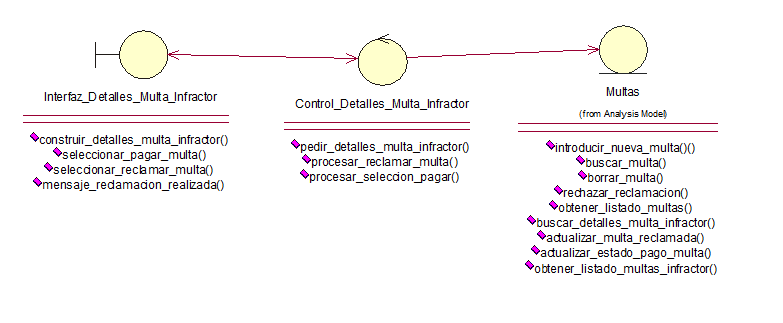 Interfaz_Detalles_Multa_Infractor
construir_detalles_multa_infractor()
seleccionar_pagar_multa()
seleccionar_reclamar_multa()
mensaje_reclamacion_realizada()
Control_Detalles_Multa_Infractor
pedir_detalles_multa_infractor()
procesar_reclamar_multa()
procesar_seleccion_pagar()
Multas
(from Analysis Model)
introducir_nueva_multa()()
buscar_multa()
borrar_multa()
rechazar_reclamacion()
obtener_listado_multas()
buscar_detalles_multa_infractor()
actualizar_multa_reclamada()
actualizar_estado_pago_multa()
obtener_listado_multas_infractor()